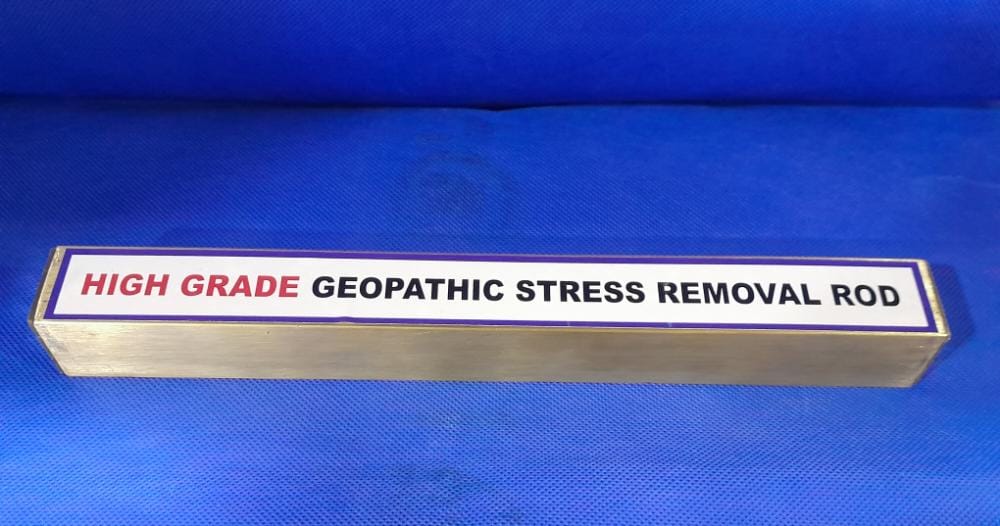 HIGH GRADE GEOPATHIC STRESS REMOVAL ROD